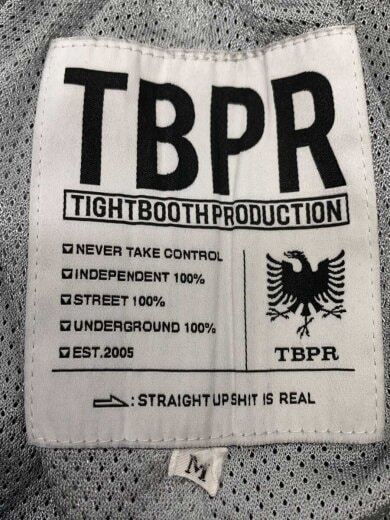 TBPR
TIGHTBOOTHPRODUCTION
NEVER TAKE CONTROL
INDEPENDENT 100%
STREET 100%
UNDERGROUND 100%
EST.2005
TBPR
: STRAIGHT UP SHIT IS REAL
M